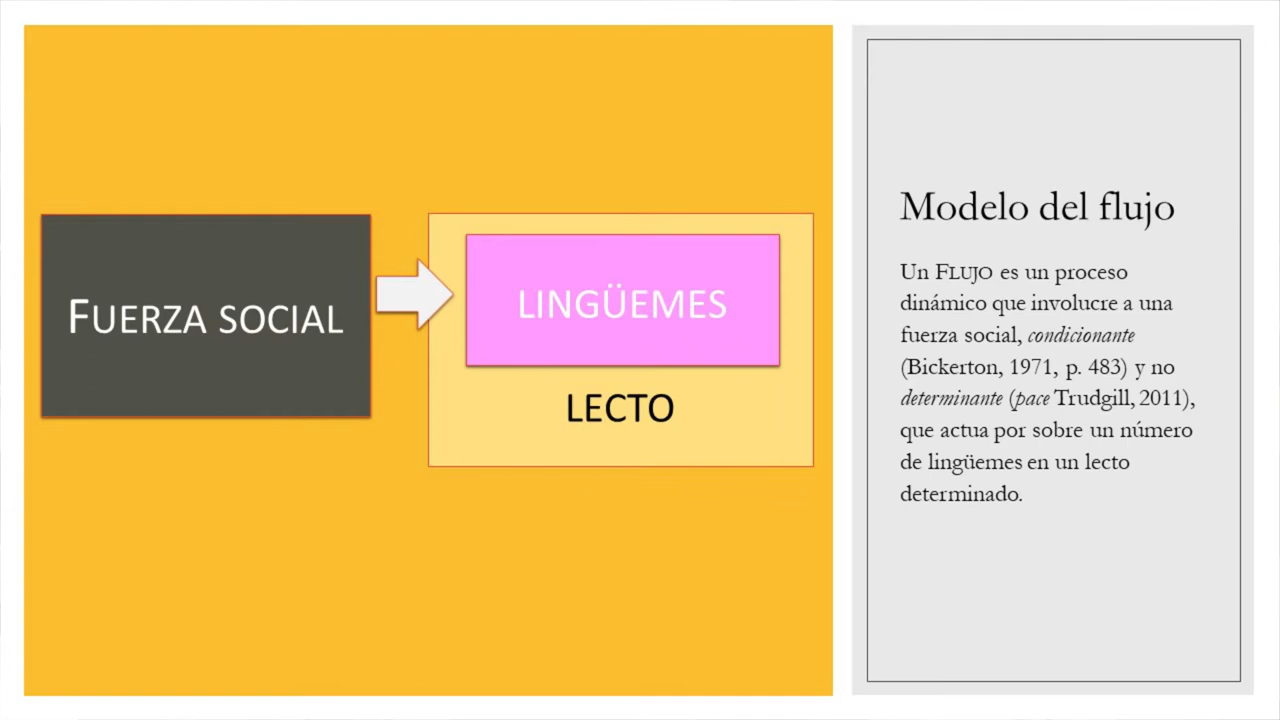 FUERZA SOCIAL
LINGÜEMES
LECTO
Modelo del flujo
Un FLUJO es un proceso
dinámico que involucre a una
fuerza social, condicionante
(Bickerton, 1971, p. 483) y no
determinante (pace Trudgill, 2011),
que actua por sobre un número
de lingüemes en un lecto
determinado.